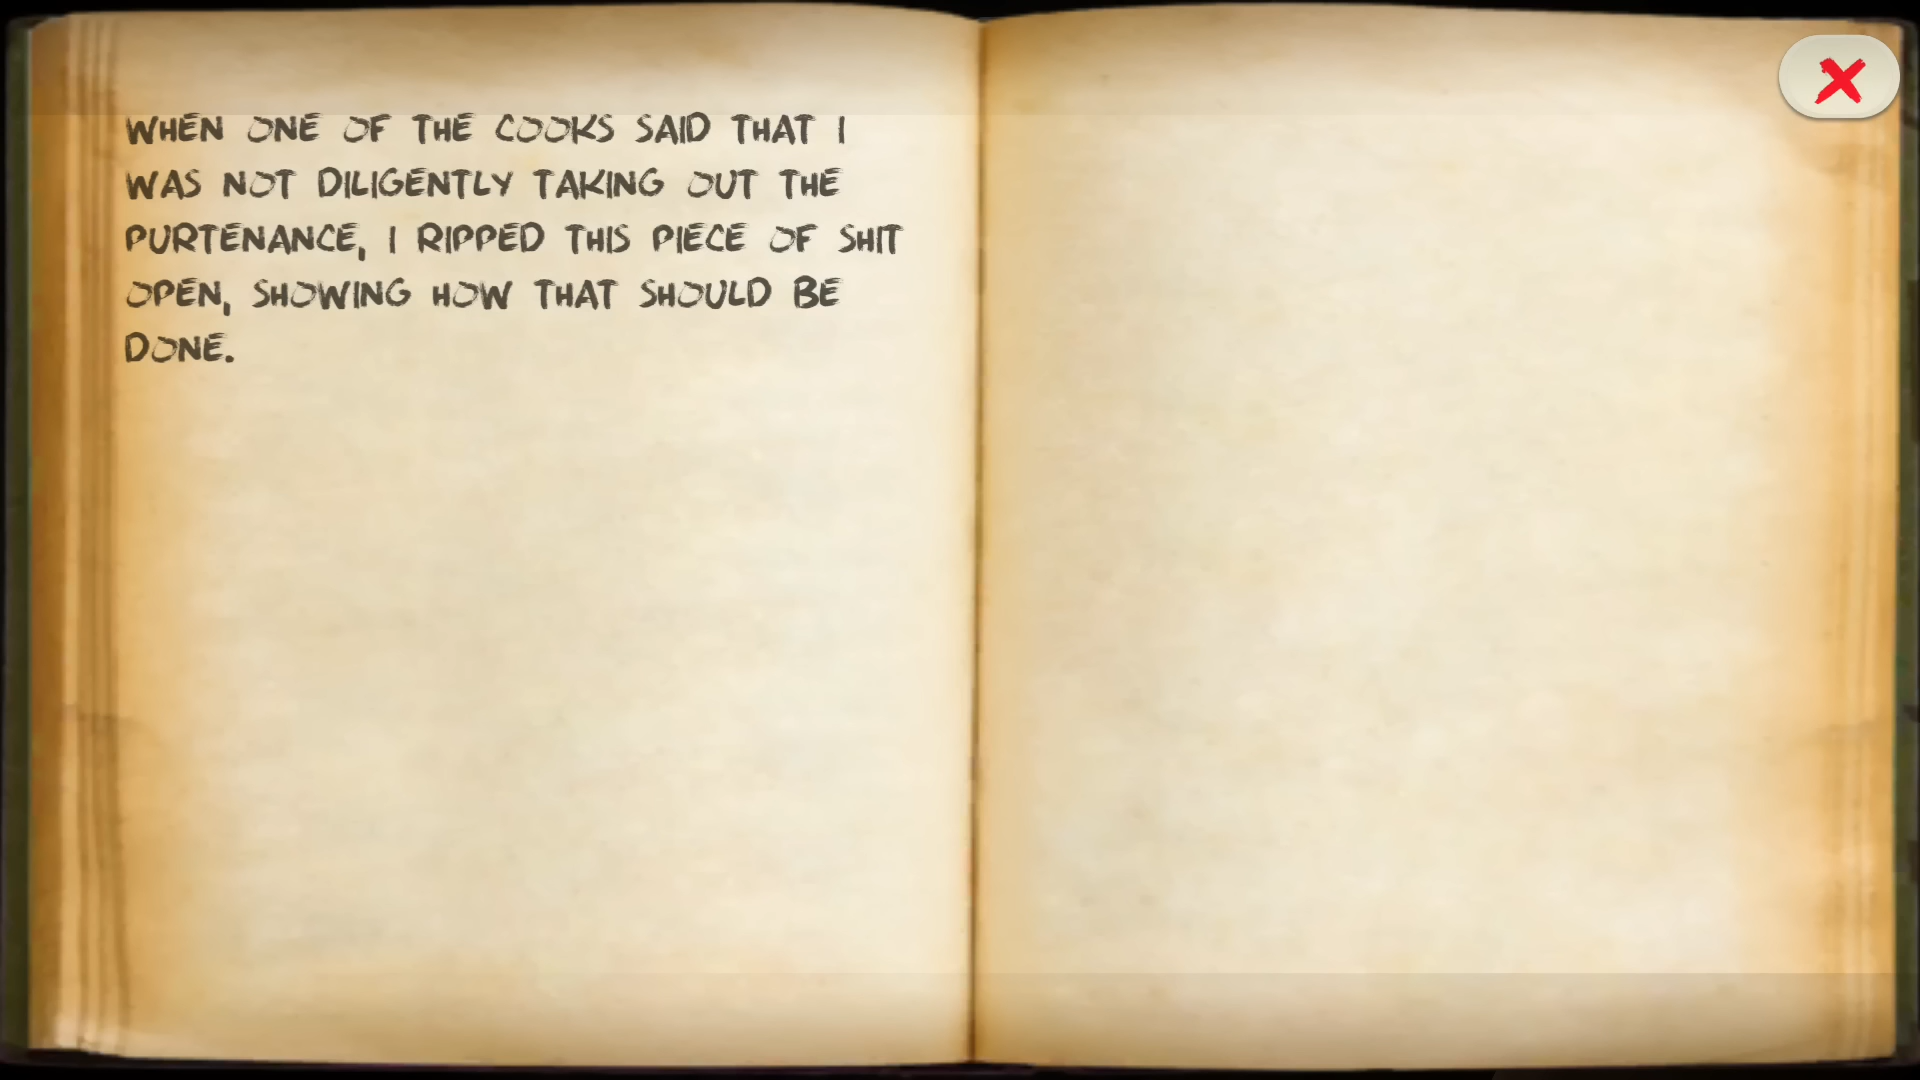 WHEN ONE OF THE COOKS SAID THAT I
WAS NOT DILIGENTLY TAKING OUT THE
PURTENANCE, I RIPPED THIS PIECE OF SHIT
OPEN, SHOWING HOW THAT SHOULD BE
DONE.